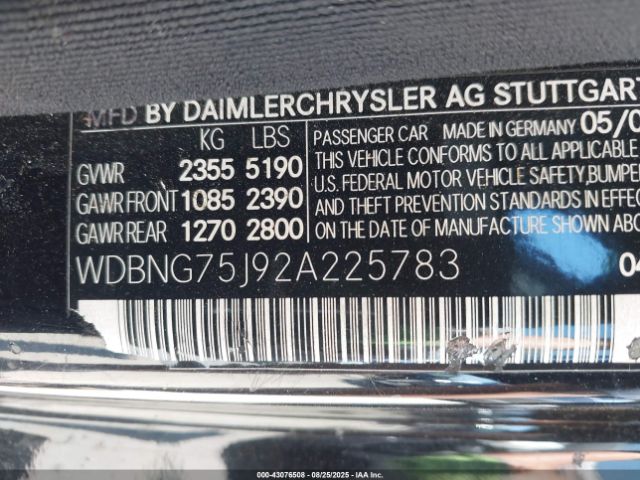 MFD BY DAIMLERCHRYSLER AG STUTTGART
KG LBS
GVWR 2355 5190
GAWR FRONT 1085 2390
GAWR REAR 1270 2800
PASSENGER CAR MADE IN GERMANY 05/0
THIS VEHICLE CONFORMS TO ALL APPLICABLE
U.S. FEDERAL MOTOR VEHICLE SAFETY BUMPER
AND THEFT PREVENTION STANDARDS IN EFFEC
ON THE DATE OF MANUFACTURE SHOWN ABO
WDBNG75J92A225783 04
000-43076508 - 08/25/2025 - IAA Inc.